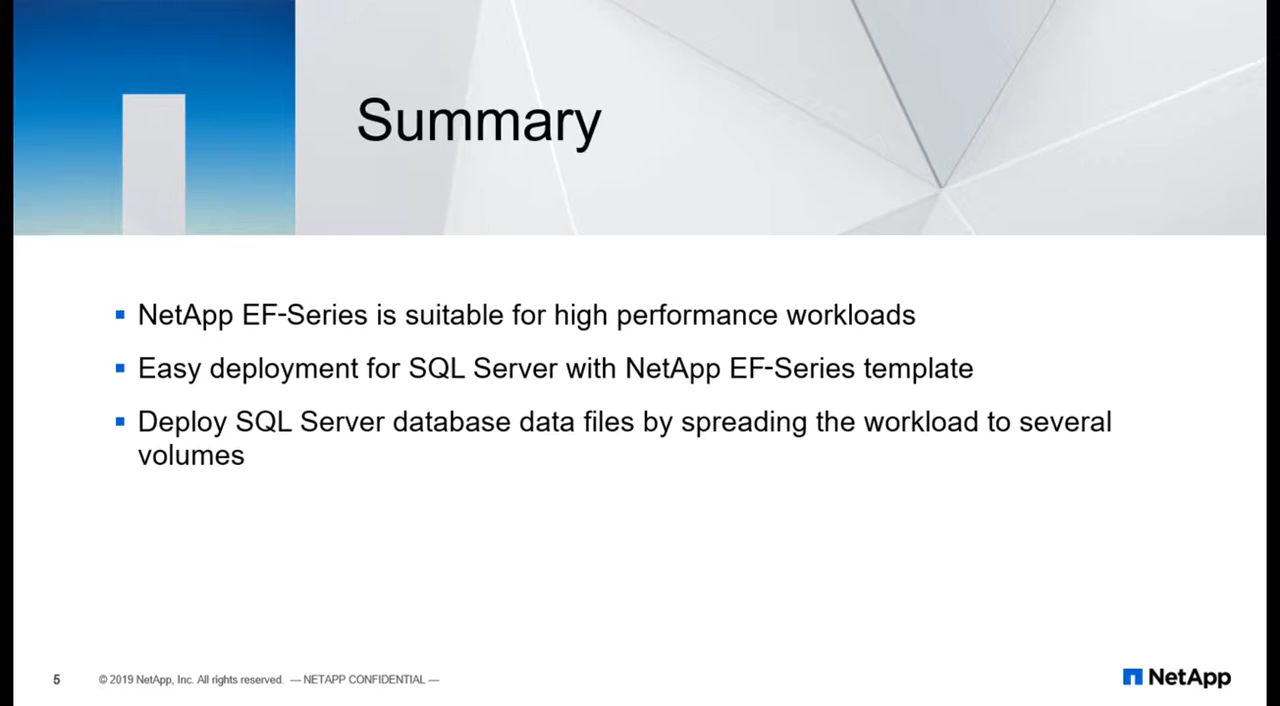 Summary
▪ NetApp EF-Series is suitable for high performance workloads
▪ Easy deployment for SQL Server with NetApp EF-Series template
▪ Deploy SQL Server database data files by spreading the workload to several
volumes
5 © 2019 NetApp, Inc. All rights reserved. — NETAPP CONFIDENTIAL —
NetApp